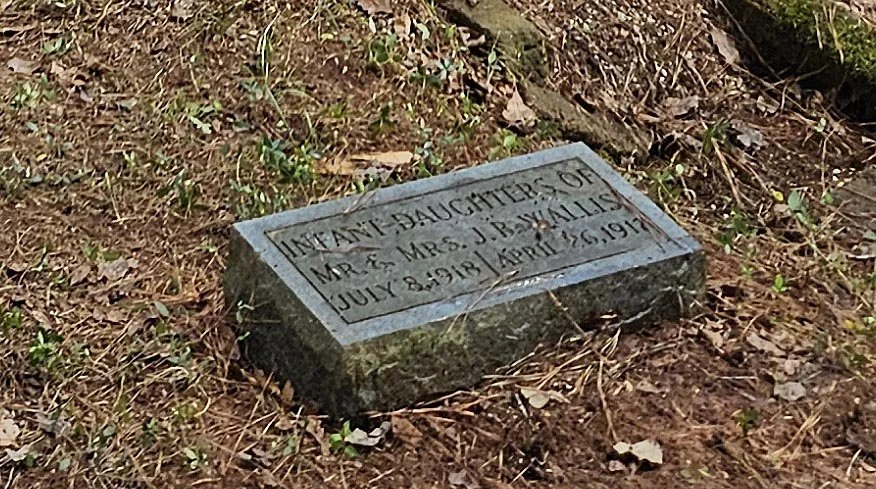 INFANT DAUGHTERS OF
MR. & MRS. J. R. WALLIS
JULY 8, 1918 | APRIL 26, 1917